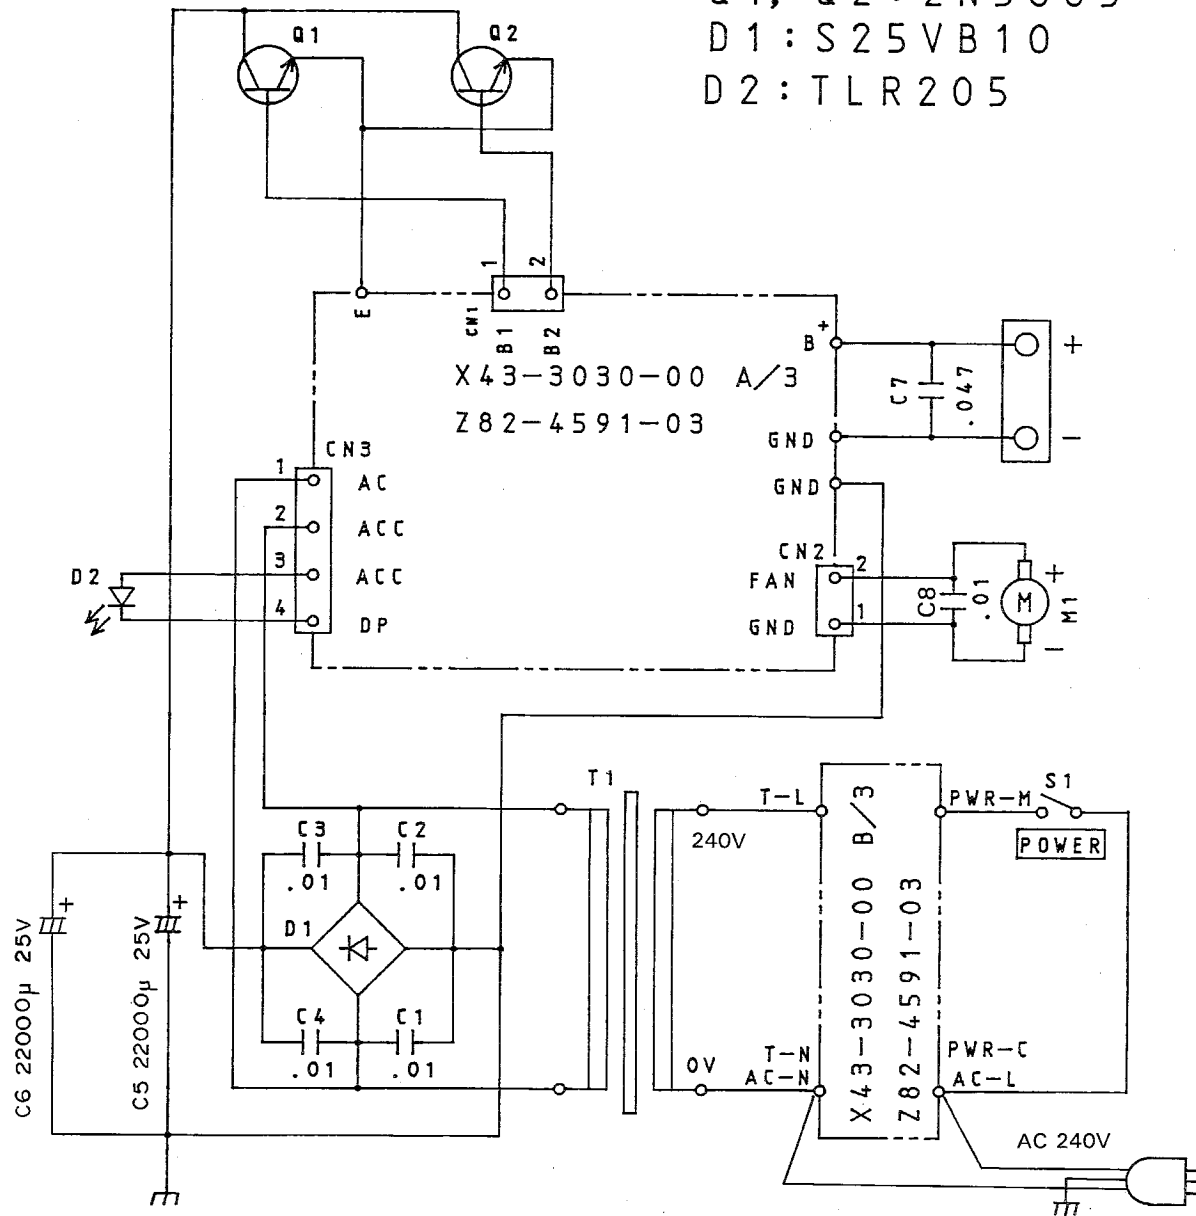 D1:S25VB10
D2:TLR205
Q1
Q2
1
2
E
CN1
B1
B2
X43-3030-00 A/3
Z82-4591-03
B+
GND
GND
C7
.047
+
-
CN3
1
AC
2
ACC
3
ACC
4
DP
D2
CN2
2
FAN
1
GND
C8
.01
M
+
-
M1
T1
C3
.01
C2
.01
D1
C4
.01
C1
.01
+
C6 22000μ 25V
+
C5 22000μ 25V
T-L
240V
0V
T-N
AC-N
X43-3030-00 B/3
Z82-4591-03
PWR-M
S1
POWER
PWR-C
AC-L
AC 240V